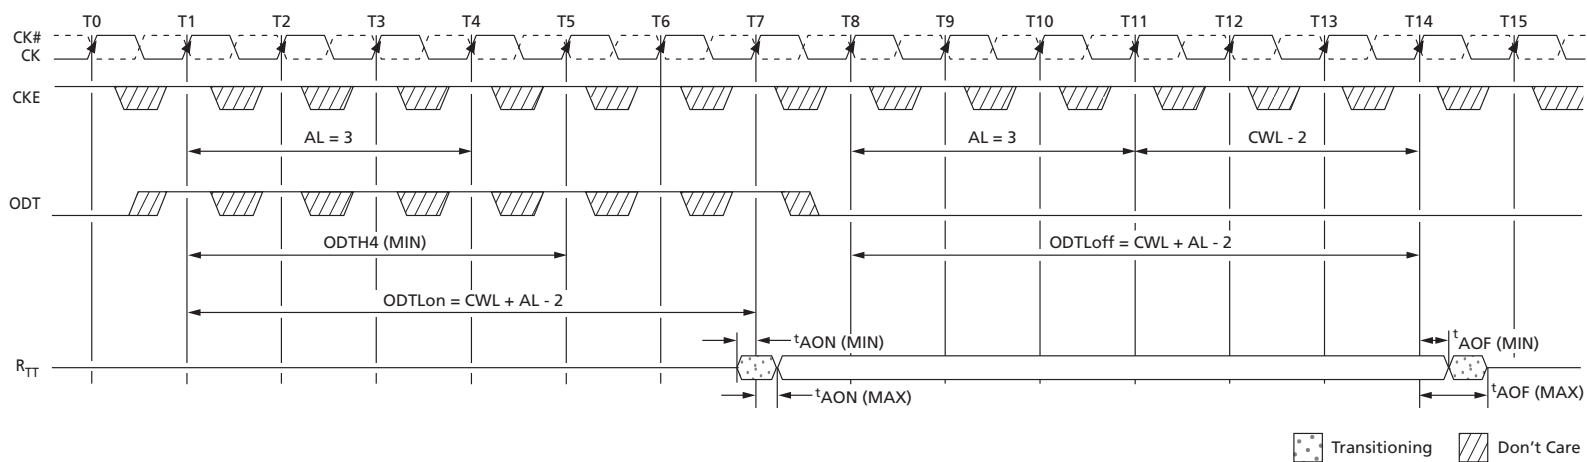 T0 T1 T2 T3 T4 T5 T6 T7 T8 T9 T10 T11 T12 T13 T14 T15
CK#
CK
CKE
AL = 3 AL = 3 CWL - 2
ODT
ODTH4 (MIN) ODTLoff = CWL + AL - 2
ODTLon = CWL + AL - 2
tAON (MIN) tAOF (MIN)
RTT
tAON (MAX) tAOF (MAX)
Transitioning Don't Care